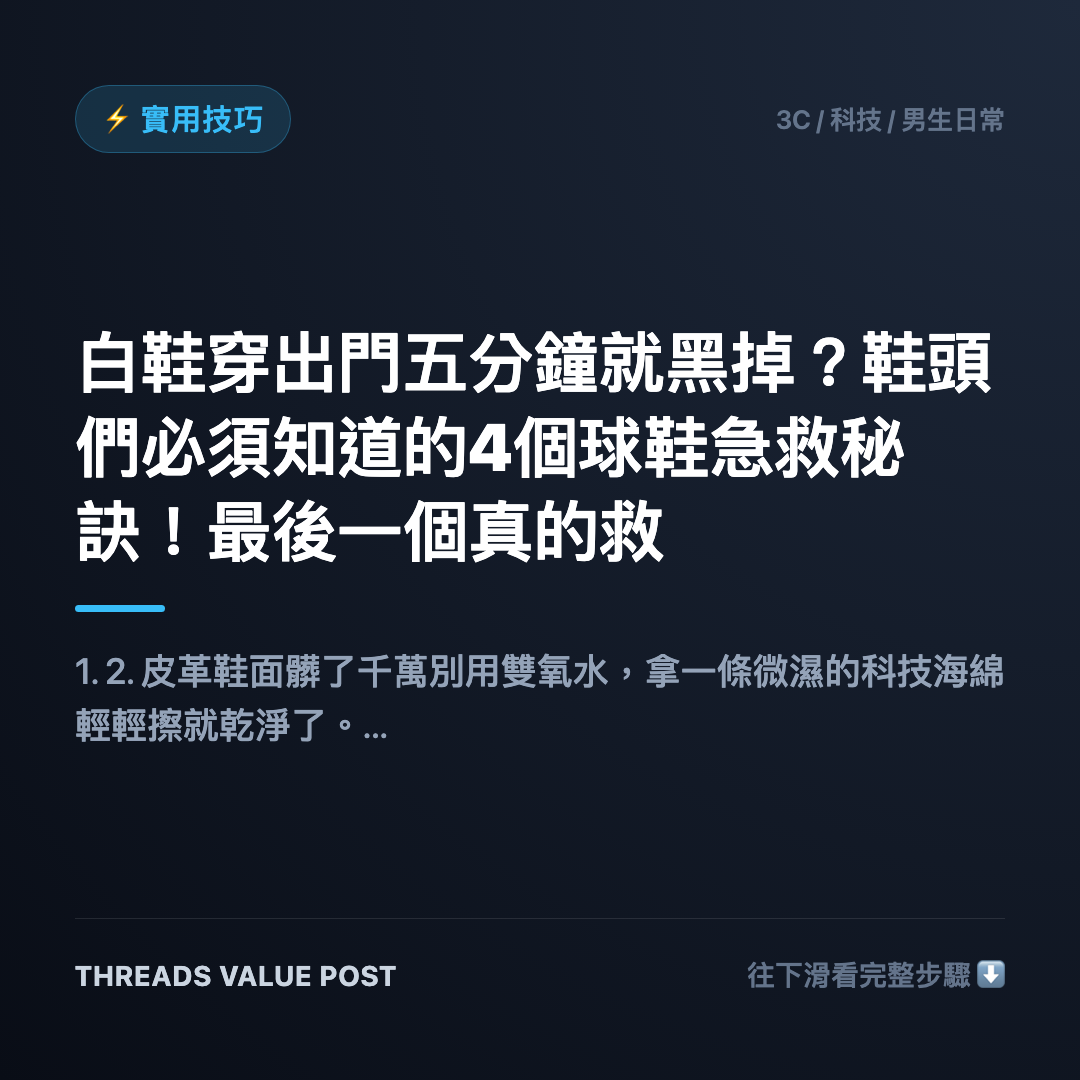 ⚡ 實用技巧
3C / 科技 / 男生日常
白鞋穿出門五分鐘就黑掉？鞋頭
們必須知道的4個球鞋急救秘
訣！最後一個真的救
1. 2. 皮革鞋面髒了千萬別用雙氧水，拿一條微濕的科技海綿
輕輕擦就乾淨了。...
THREADS VALUE POST
往下滑看完整步驟 ⬇️